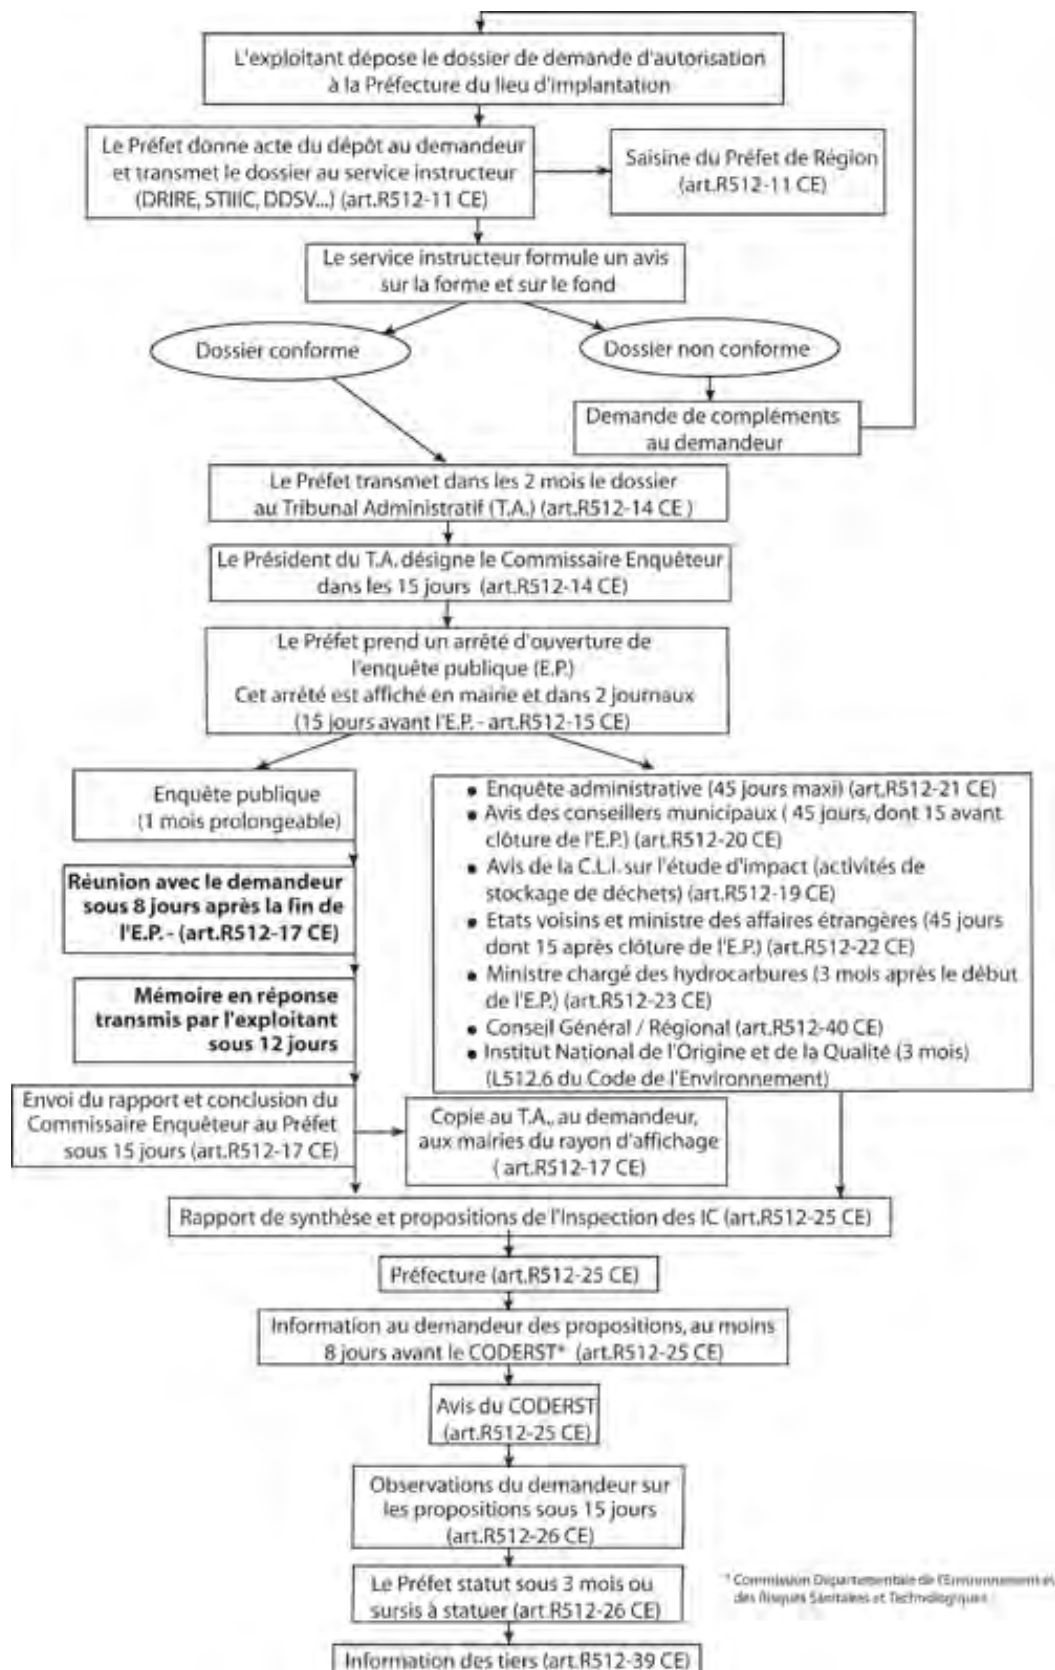 L'exploitant dépose le dossier de demande d'autorisation
à la Préfecture du lieu d'implantation
Le Préfet donne acte du dépôt au demandeur
et transmet le dossier au service instructeur
(DRIRE, STIIIC, DDSV...) (art.R512-11 CE)
Saisine du Préfet de Région
(art.R512-11 CE)
Le service instructeur formule un avis
sur la forme et sur le fond
Dossier conforme
Dossier non conforme
Demande de compléments
au demandeur
Le Préfet transmet dans les 2 mois le dossier
au Tribunal Administratif (T.A.) (art.R512-14 CE )
Le Président du T.A. désigne le Commissaire Enquêteur
dans les 15 jours (art.R512-14 CE)
Le Préfet prend un arrêté d'ouverture de
l'enquête publique (E.P.)
Cet arrêté est affiché en mairie et dans 2 journaux
(15 jours avant l'E.P. - art.R512-15 CE)
Enquête publique
(1 mois prolongeable)
Réunion avec le demandeur
sous 8 jours après la fin de
l'E.P. - (art.R512-17 CE)
Mémoire en réponse
transmis par l'exploitant
sous 12 jours
Envoi du rapport et conclusion du
Commissaire Enquêteur au Préfet
sous 15 jours (art.R512-17 CE)
• Enquête administrative (45 jours maxi) (art.R512-21 CE)
• Avis des conseillers municipaux ( 45 jours, dont 15 avant
clôture de l'E.P.) (art.R512-20 CE)
• Avis de la C.L.I. sur l'étude d'impact (activités de
stockage de déchets) (art.R512-19 CE)
• Etats voisins et ministre des affaires étrangères (45 jours
dont 15 après clôture de l'E.P.) (art.R512-22 CE)
• Ministre chargé des hydrocarbures (3 mois après le début
de l'E.P.) (art.R512-23 CE)
• Conseil Général / Régional (art.R512-40 CE)
• Institut National de l'Origine et de la Qualité (3 mois)
(L512.6 du Code de l'Environnement)
Copie au T.A., au demandeur,
aux mairies du rayon d'affichage
( art.R512-17 CE)
Rapport de synthèse et propositions de l'Inspection des IC (art.R512-25 CE)
Préfecture (art.R512-25 CE)
Information au demandeur des propositions, au moins
8 jours avant le CODERST* (art.R512-25 CE)
Avis du CODERST
(art.R512-25 CE)
Observations du demandeur sur
les propositions sous 15 jours
(art.R512-26 CE)
Le Préfet statut sous 3 mois ou
sursis à statuer (art.R512-26 CE)
* Commission Départementale de l'Environnement et
des Risques Sanitaires et Technologiques
Information des tiers (art.R512-39 CE)